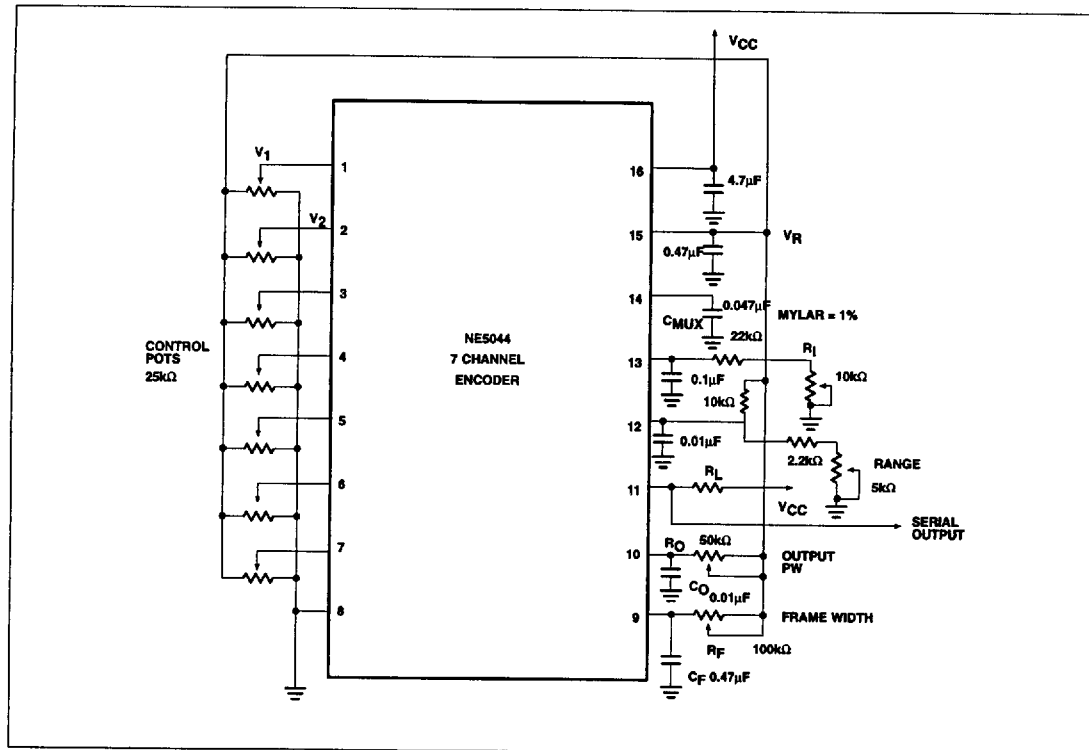 VCC
V1
1
16
4.7µF
V2
2
15
VR
0.47µF
3
14
0.047µF
CMUX
MYLAR = 1%
NE5044
7 CHANNEL
ENCODER
CONTROL
POTS
25kΩ
22kΩ
4
13
RI
10kΩ
0.1µF
10kΩ
5
12
0.01µF
2.2kΩ
RANGE
5kΩ
6
11
RL
VCC
SERIAL
OUTPUT
7
10
RO
50kΩ
OUTPUT
PW
CO
0.01µF
8
9
FRAME WIDTH
RF
100kΩ
CF 0.47µF